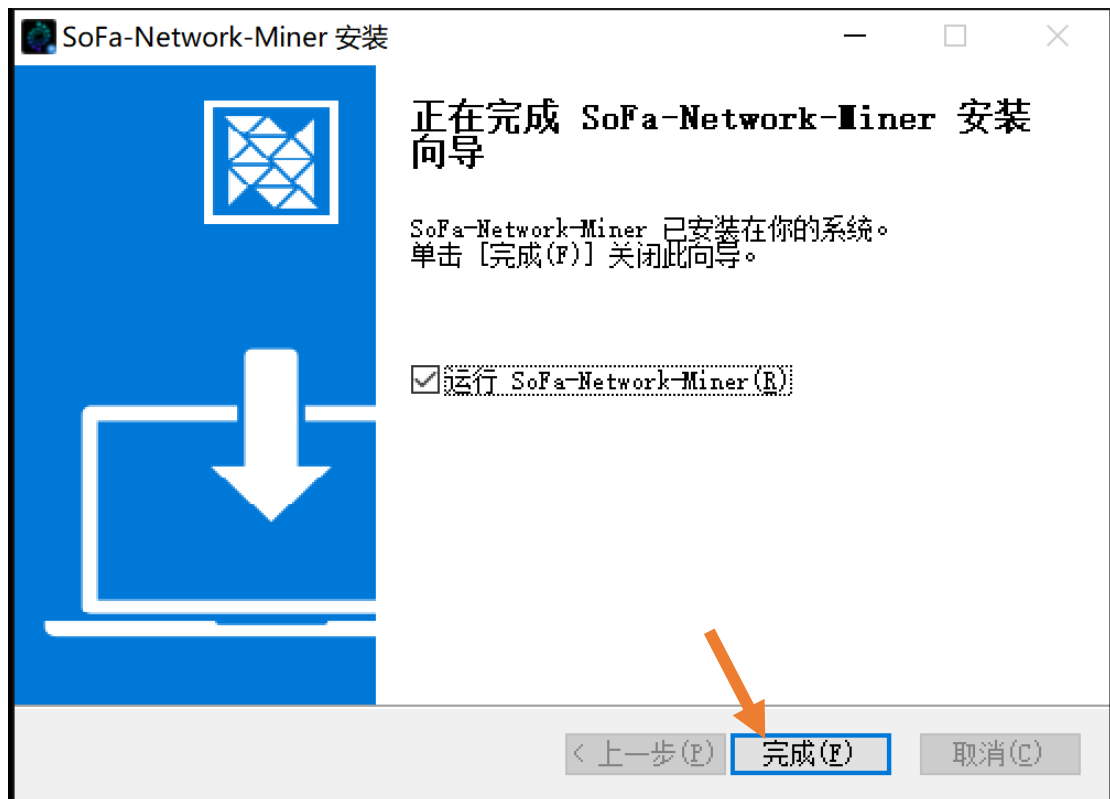 SoFa-Network-Miner 安装
正在完成 SoFa-Network-Miner 安装
向导
SoFa-Network-Miner 已安装在你的系统。
单击 [完成(F)] 关闭此向导。
运行 SoFa-Network-Miner(R)
< 上一步(P) 完成(F) 取消(C)